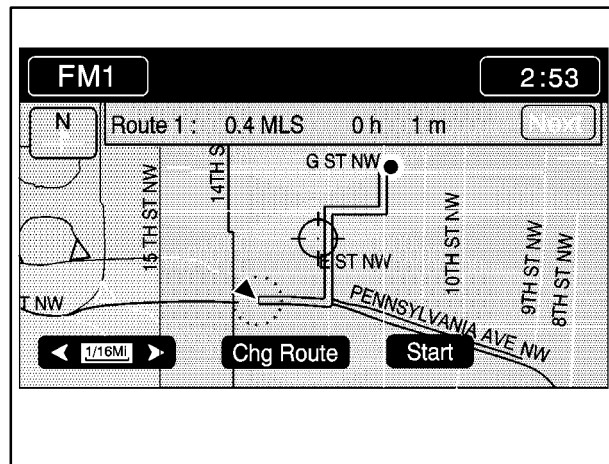 FM1
2:53
N
Route 1: 0.4 MLS 0 h 1 m
Next
15 TH ST NW
14TH S
G ST NW
E ST NW
10TH ST NW
9TH ST NW
8TH ST NW
T NW
PENNSYLVANIA AVE NW
1/16Mi
Chg Route
Start